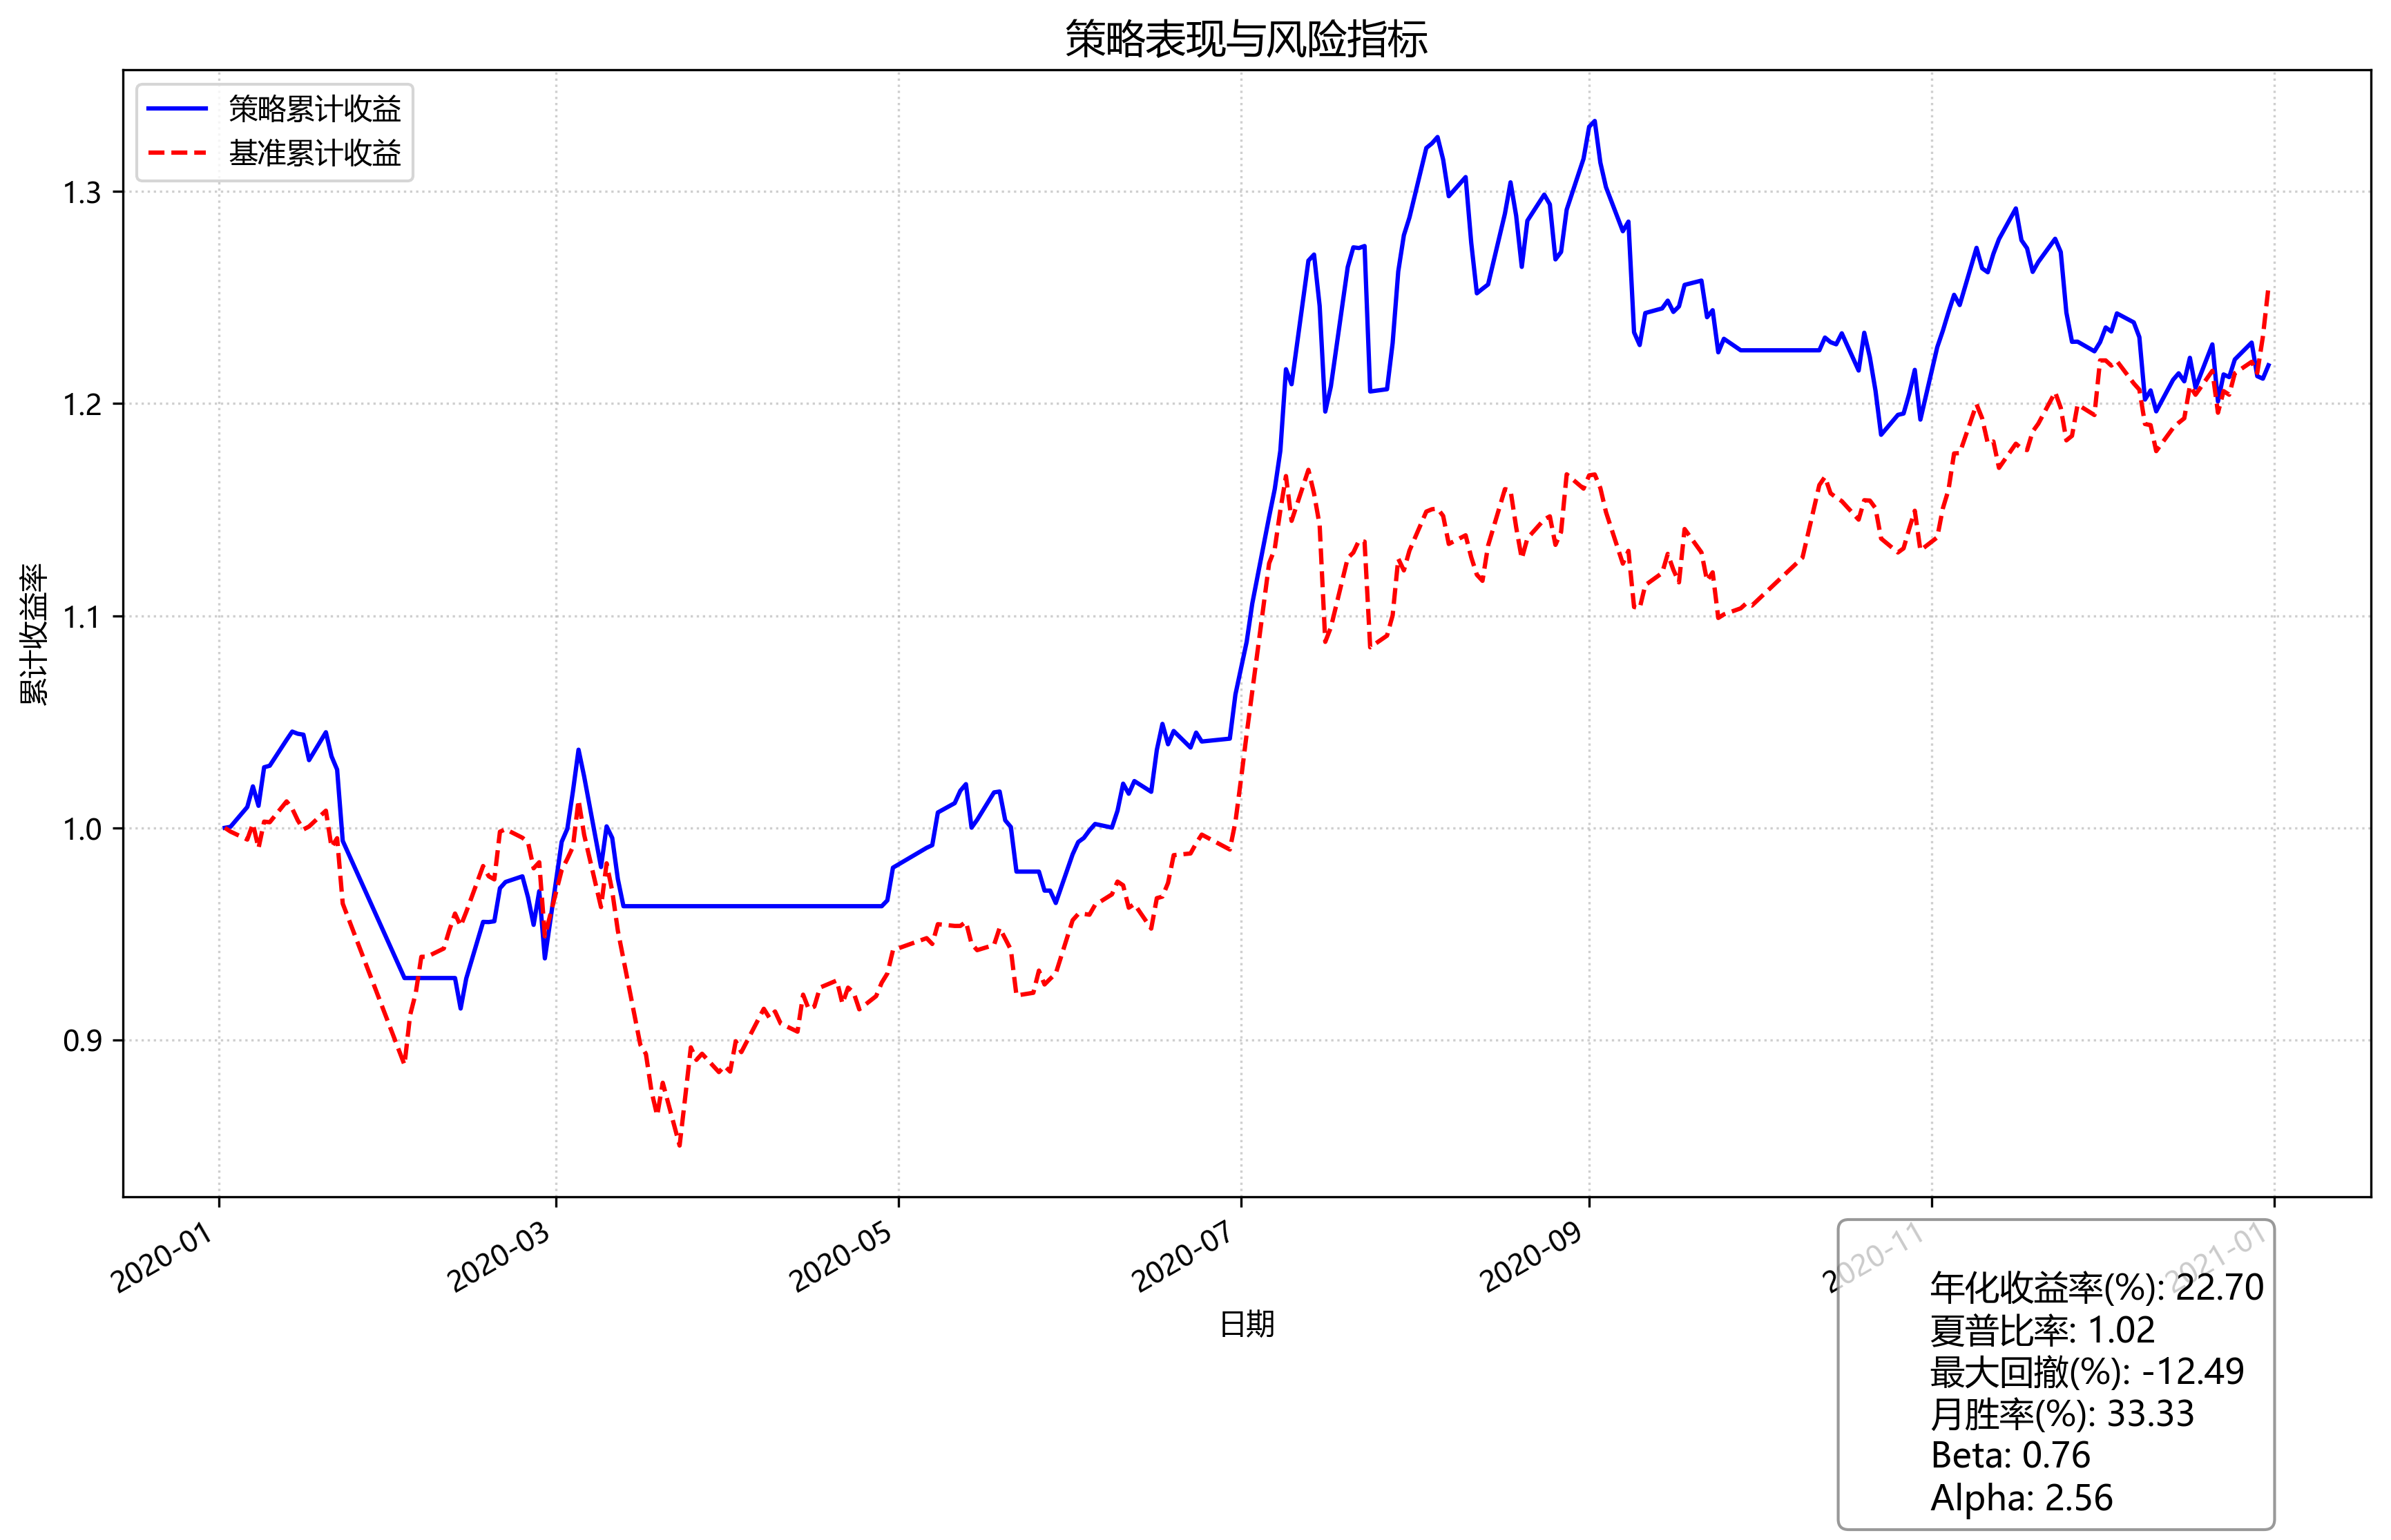 策略表现与风险指标
策略累计收益
基准累计收益
累计收益率
1.3
1.2
1.1
1.0
0.9
2020-01
2020-03
2020-05
2020-07
2020-09
2020-11
2021-01
日期
年化收益率(%): 22.70
夏普比率: 1.02
最大回撤(%): -12.49
月胜率(%): 33.33
Beta: 0.76
Alpha: 2.56